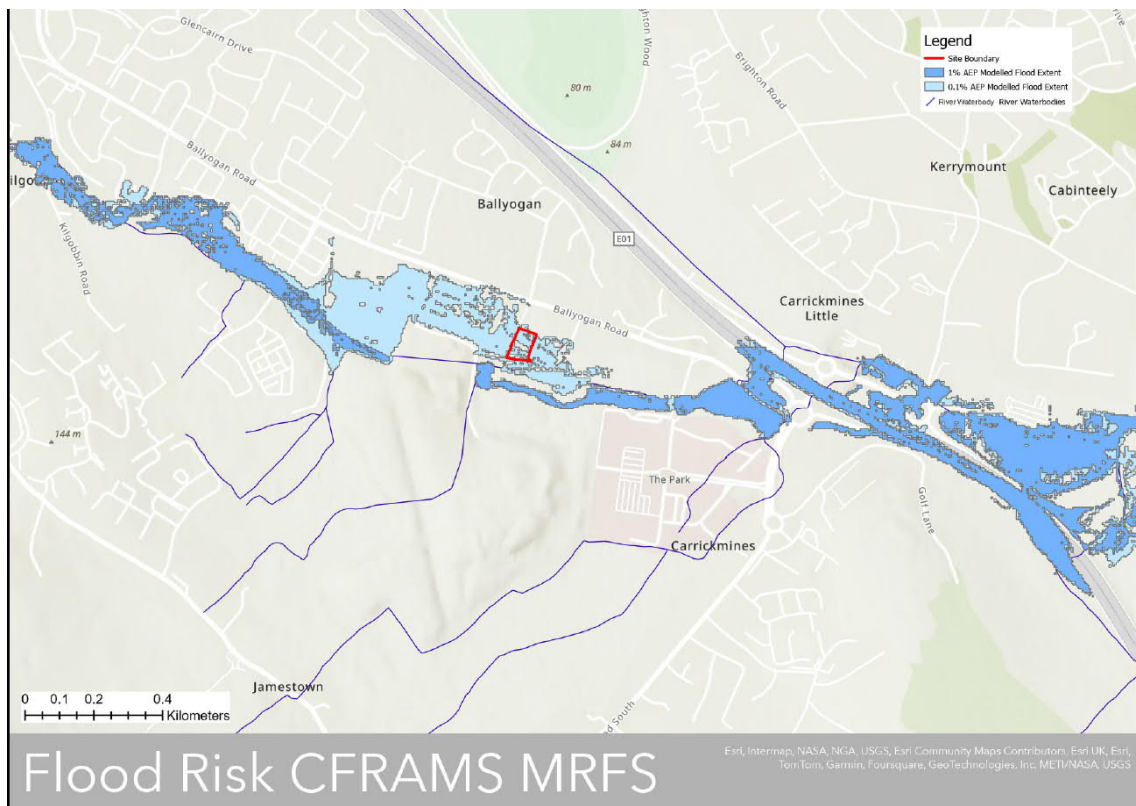 Glencairn Drive
Brighton Road
80 m
84 m
Ballyogan Road
Kilgobbin Road
Ballyogan
E01
Ballyogan Road
Carrickmines
Little
Kerrymount
Cabinteely
Legend
Site Boundary
1% AEP Modelled Flood Extent
0.1% AEP Modelled Flood Extent
River Waterbody River Waterbodies
144 m
The Park
Golf Lane
Carrickmines
Jamestown
0 0.1 0.2 0.4
Kilometers
ighton Wood
ilgo
d South
Flood Risk CFRAMS MRFS
Esri, Intermap, NASA, NGA, USGS, Esri Community Maps Contributors, Esri UK, Esri,
TomTom, Garmin, Foursquare, GeoTechnologies, Inc, METI/NASA, USGS